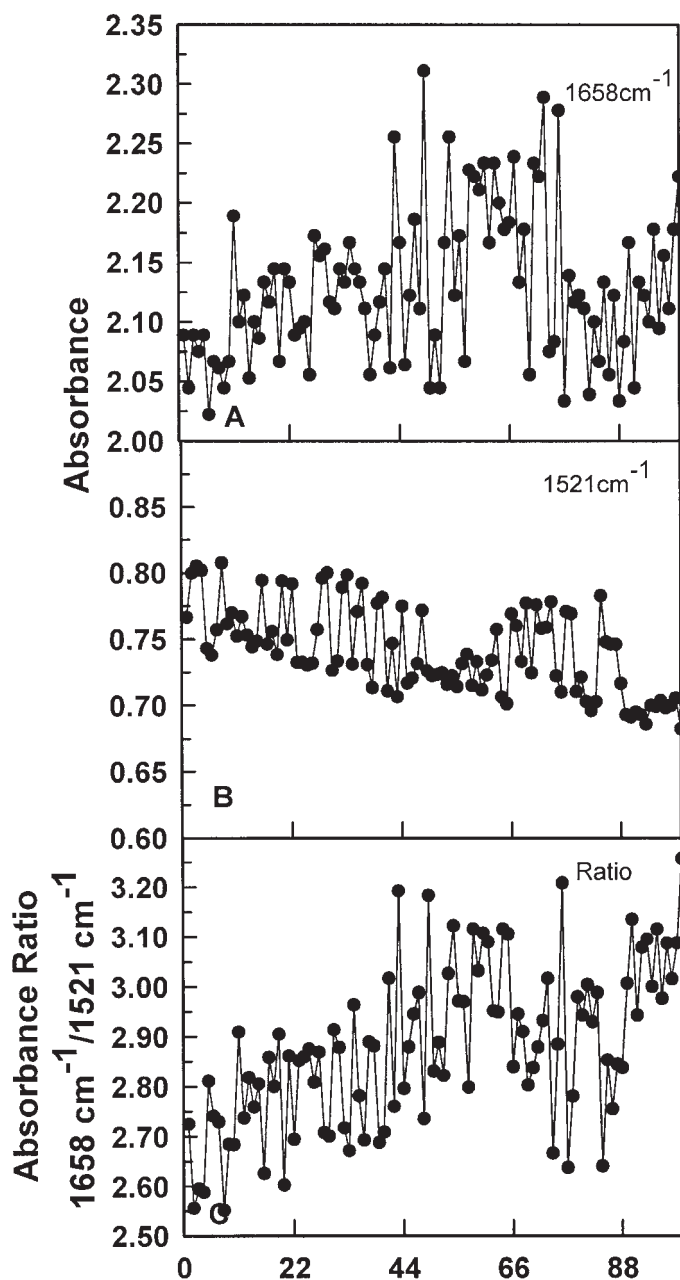 2.35
2.30
2.25
2.20
2.15
2.10
2.05
2.00
1658cm-1
A
Absorbance
0.85
0.80
0.75
0.70
0.65
0.60
1521cm-1
B
3.20
3.10
3.00
2.90
2.80
2.70
2.60
2.50
Ratio
C
Absorbance Ratio
1658 cm-1/1521 cm-1
0 22 44 66 88